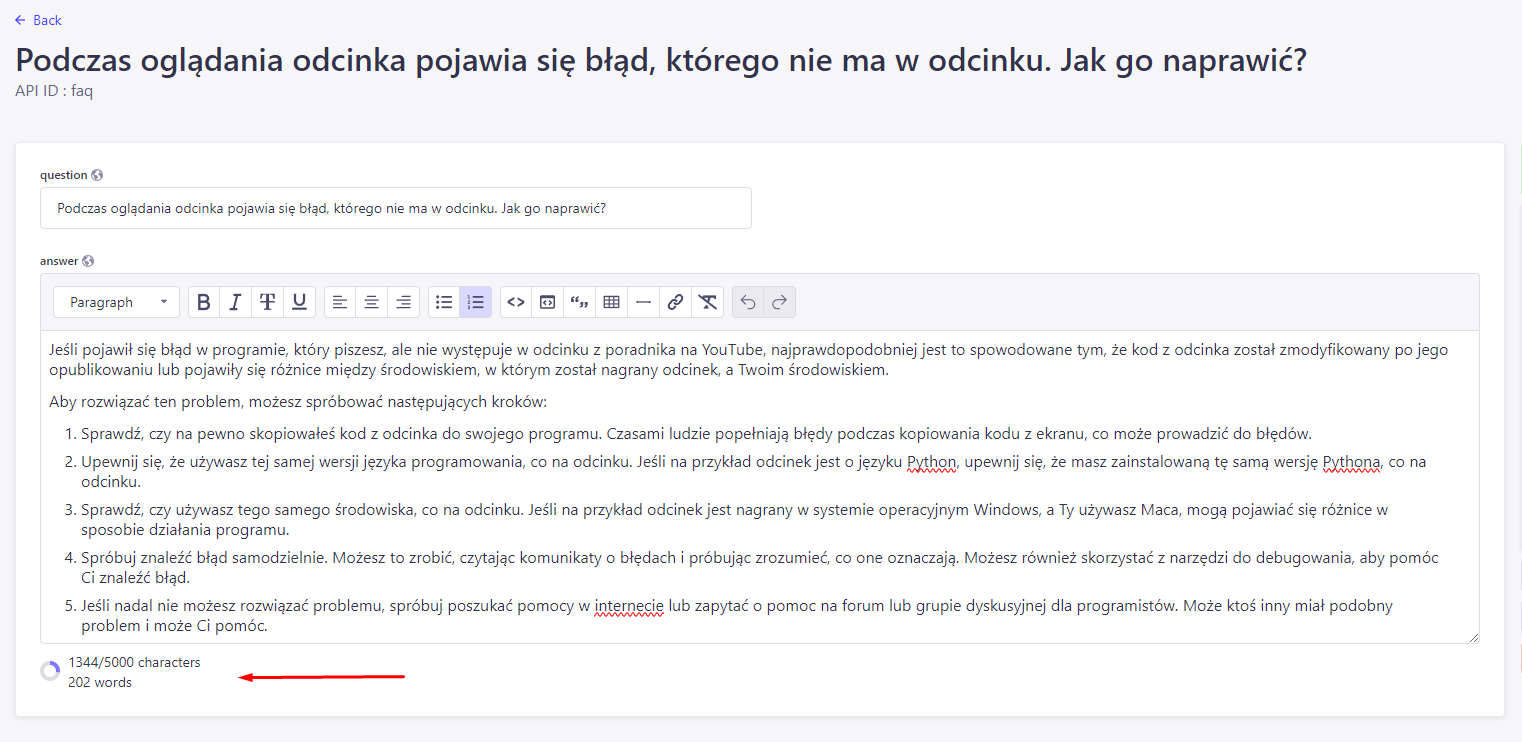 Back
Podczas oglądania odcinka pojawia się błąd, którego nie ma w odcinku. Jak go naprawić?
API ID : faq
question
Podczas oglądania odcinka pojawia się błąd, którego nie ma w odcinku. Jak go naprawić?
answer
Paragraph
Jeśli pojawił się błąd w programie, który piszesz, ale nie występuje w odcinku z poradnika na YouTube, najprawdopodobniej jest to spowodowane tym, że kod z odcinka został zmodyfikowany po jego
opublikowaniu lub pojawiły się różnice między środowiskiem, w którym został nagrany odcinek, a Twoim środowiskiem.
Aby rozwiązać ten problem, możesz spróbować następujących kroków:
1. Sprawdź, czy na pewno skopiowałeś kod z odcinka do swojego programu. Czasami ludzie popełniają błędy podczas kopiowania kodu z ekranu, co może prowadzić do błędów.
2. Upewnij się, że używasz tej samej wersji języka programowania, co na odcinku. Jeśli na przykład odcinek jest o języku Python, upewnij się, że masz zainstalowaną tę samą wersję Pythona, co na
odcinku.
3. Sprawdź, czy używasz tego samego środowiska, co na odcinku. Jeśli na przykład odcinek jest nagrany w systemie operacyjnym Windows, a Ty używasz Maca, mogą pojawiać się różnice w
sposobie działania programu.
4. Spróbuj znaleźć błąd samodzielnie. Możesz to zrobić, czytając komunikaty o błędach i próbując zrozumieć, co one oznaczają. Możesz również skorzystać z narzędzi do debugowania, aby pomóc
Ci znaleźć błąd.
5. Jeśli nadal nie możesz rozwiązać problemu, spróbuj poszukać pomocy w internecie lub zapytać o pomoc na forum lub grupie dyskusyjnej dla programistów. Może ktoś inny miał podobny
problem i może Ci pomóc.
1344/5000 characters
202 words